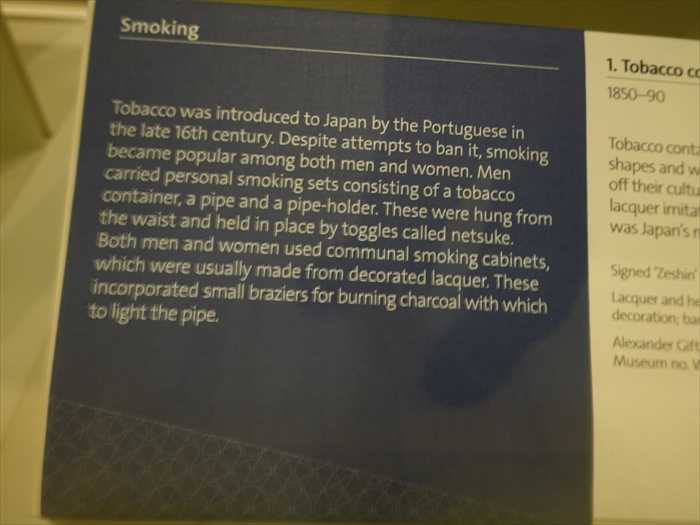 Smoking
Tobacco was introduced to Japan by the Portuguese in
the late 16th century. Despite attempts to ban it, smoking
became popular among both men and women. Men
carried personal smoking sets consisting of a tobacco
container, a pipe and a pipe-holder. These were hung from
the waist and held in place by toggles called netsuke.
Both men and women used communal smoking cabinets,
which were usually made from decorated lacquer. These
incorporated small braziers for burning charcoal with which
to light the pipe.
1. Tobacco
1850–90
Tobacco
shapes and
off their
lacquer
was Japan's
Signed 'Zeshin'
Lacquer and
decoration;
Alexander Gift
Museum no.